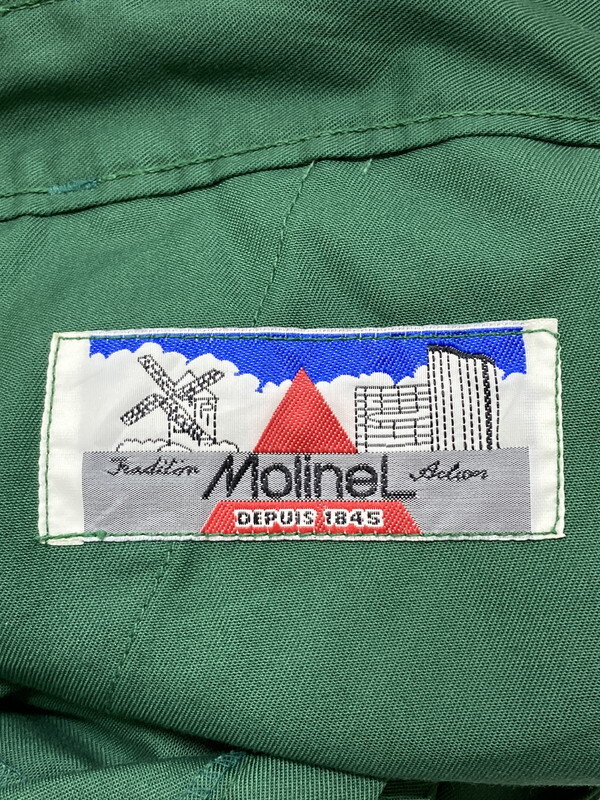 Tradition MolineL Action
DEPUIS 1845